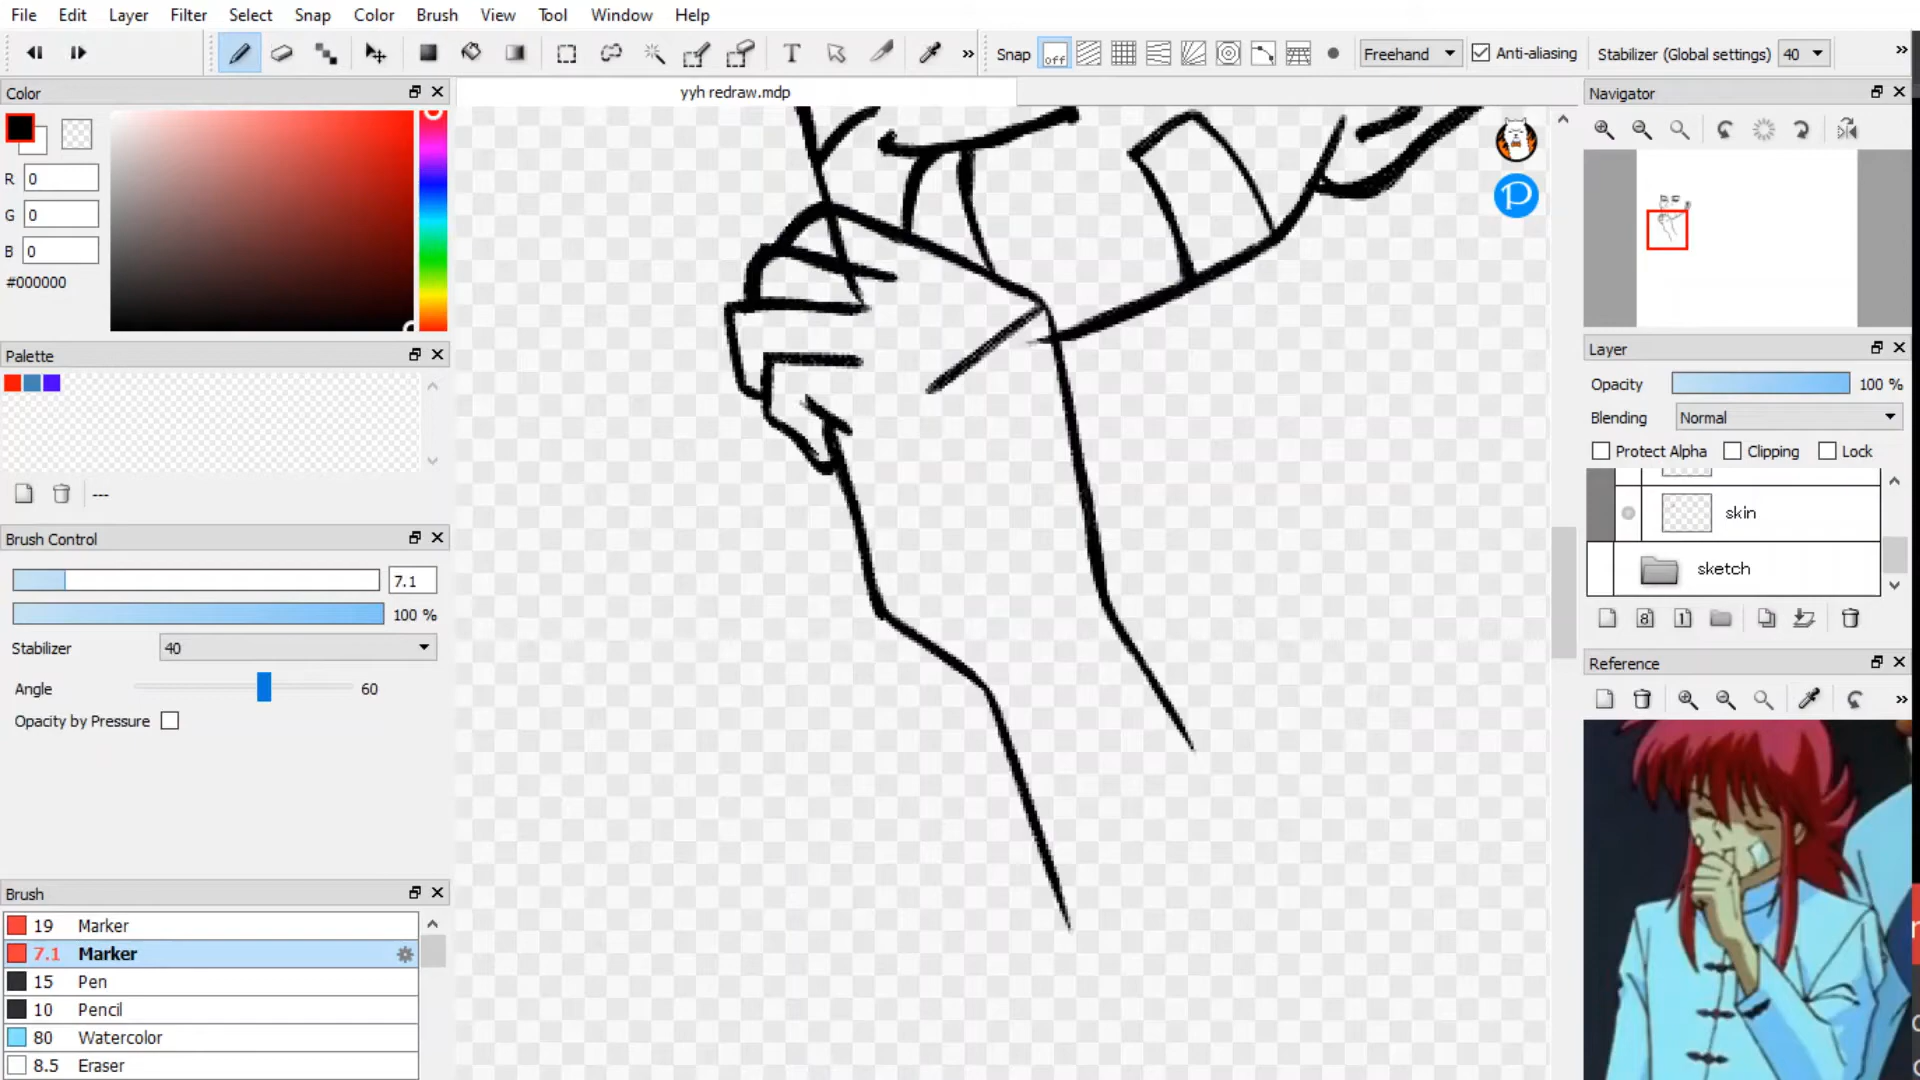 File Edit Layer Filter Select Snap Color Brush View Tool Window Help
T » Snap off Freehand Anti-aliasing Stabilizer (Global settings) 40 »
Color
yyh redraw.mdp
Navigator
R 0
G 0
B 0
#000000
P
Palette
---
Layer
Opacity 100 %
Blending Normal
Protect Alpha Clipping Lock
skin
sketch
8 1
Brush Control
7.1
100 %
Stabilizer 40
Angle 60
Opacity by Pressure
Reference
»
Brush
19 Marker
7.1 Marker
15 Pen
10 Pencil
80 Watercolor
8.5 Eraser